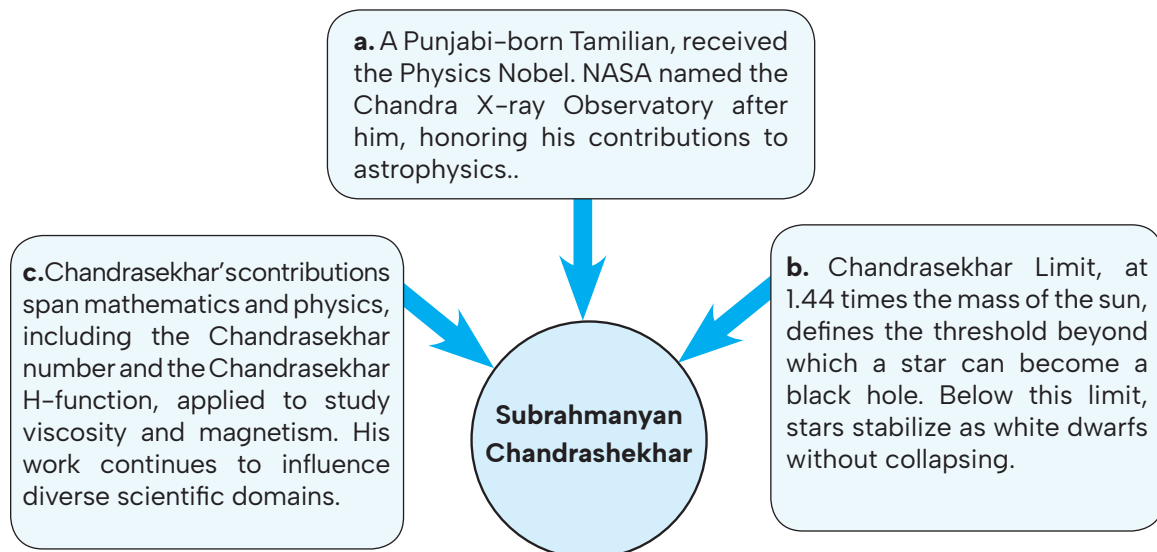 a. A Punjabi-born Tamilian, received
the Physics Nobel. NASA named the
Chandra X-ray Observatory after
him, honoring his contributions to
astrophysics..
c.Chandrasekhar'scontributions
span mathematics and physics,
including the Chandrasekhar
number and the Chandrasekhar
H-function, applied to study
viscosity and magnetism. His
work continues to influence
diverse scientific domains.
b. Chandrasekhar Limit, at
1.44 times the mass of the sun,
defines the threshold beyond
which a star can become a
black hole. Below this limit,
stars stabilize as white dwarfs
without collapsing.
Subrahmanyan
Chandrashekhar